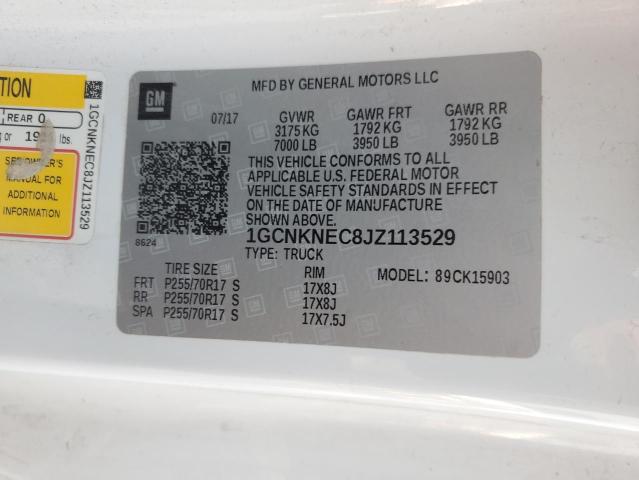 TION
REAR 0
or 19 lbs.
SEE OWNER'S
MANUAL FOR
ADDITIONAL
INFORMATION
1GCNKNEC8JZ113529
GM
MFD BY GENERAL MOTORS LLC
07/17 GVWR GAWR FRT GAWR RR
3175 KG 1792 KG 1792 KG
7000 LB 3950 LB 3950 LB
THIS VEHICLE CONFORMS TO ALL
APPLICABLE U.S. FEDERAL MOTOR
VEHICLE SAFETY STANDARDS IN EFFECT
ON THE DATE OF MANUFACTURE
SHOWN ABOVE.
8624
1GCNKNEC8JZ113529
TYPE: TRUCK
TIRE SIZE RIM MODEL: 89CK15903
FRT P255/70R17 S 17X8J
RR P255/70R17 S 17X8J
SPA P255/70R17 S 17X7.5J